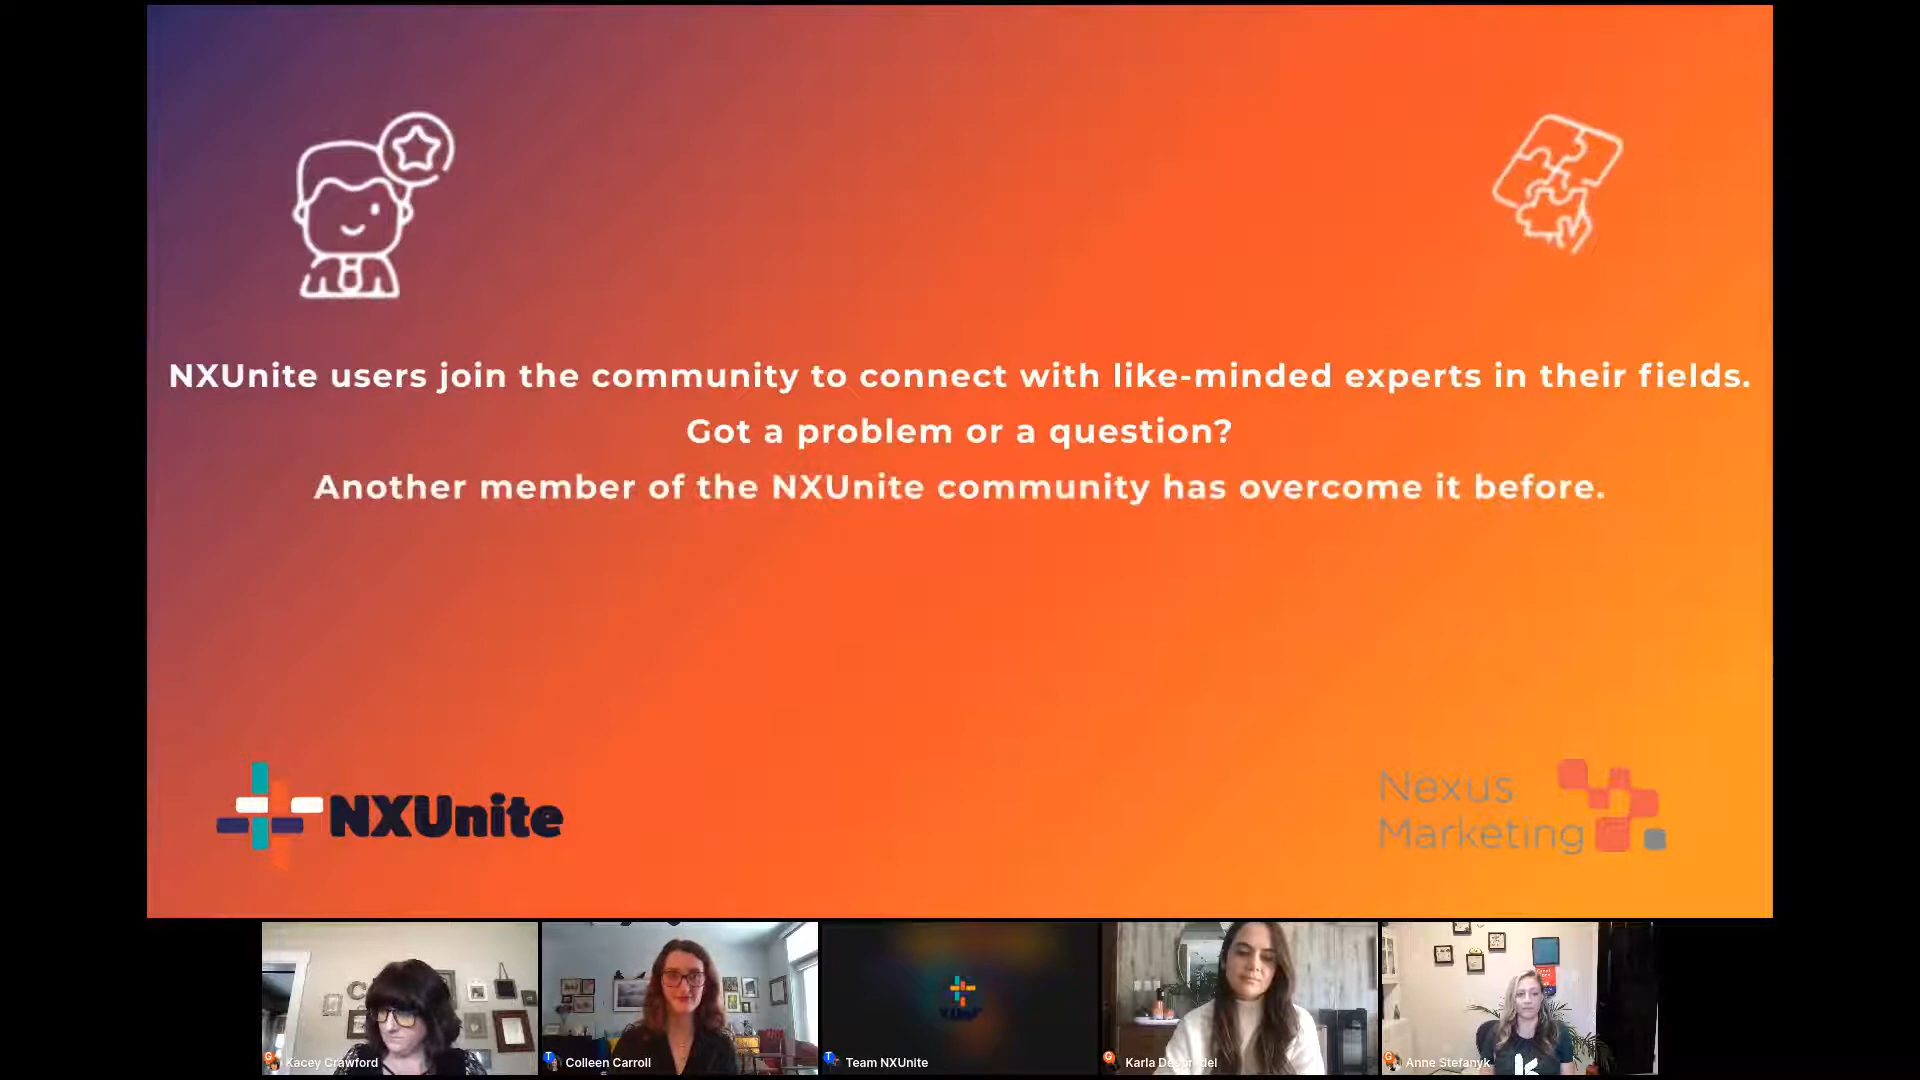 NXUnite users join the community to connect with like-minded experts in their fields.
Got a problem or a question?
Another member of the NXUnite community has overcome it before.
NXUnite
Nexus
Marketing
G
Kacey Crawford
T
Colleen Carroll
T
Team NXUnite
G
Karla
G
Anne Stefanyk
k